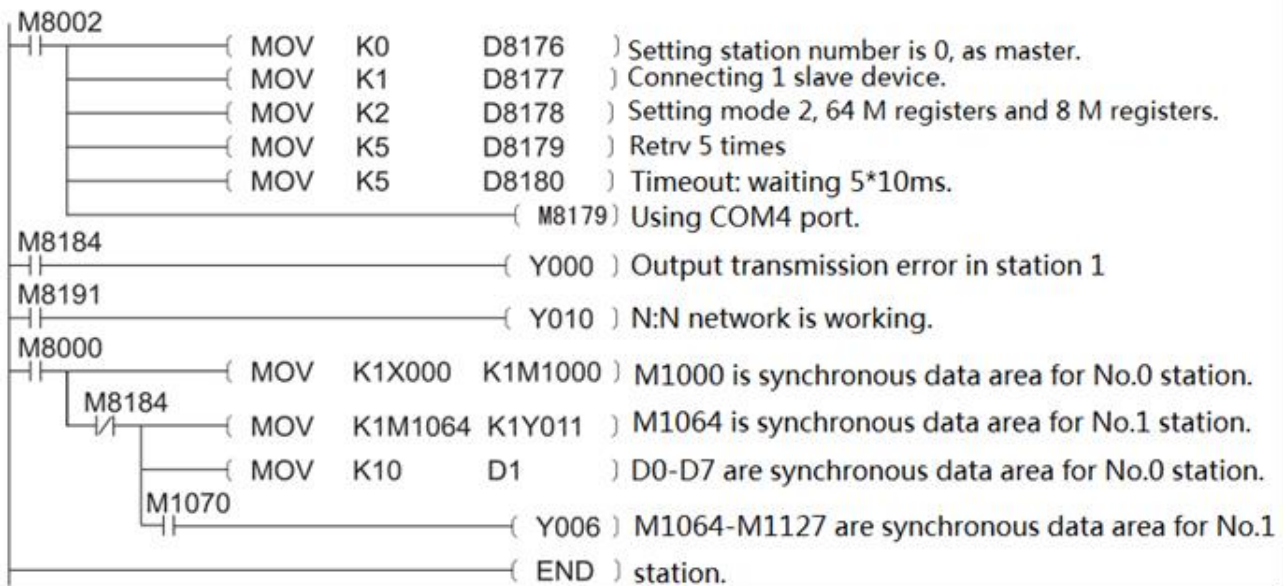 M8002
MOV K0 D8176 Setting station number is 0, as master.
MOV K1 D8177 Connecting 1 slave device.
MOV K2 D8178 Setting mode 2, 64 M registers and 8 M registers.
MOV K5 D8179 Retrv 5 times
MOV K5 D8180 Timeout: waiting 5*10ms.
M8179 Using COM4 port.
M8184
Y000 Output transmission error in station 1
M8191
Y010 N:N network is working.
M8000
MOV K1X000 K1M1000 M1000 is synchronous data area for No.0 station.
M8184
MOV K1M1064 K1Y011 M1064 is synchronous data area for No.1 station.
MOV K10 D1 D0-D7 are synchronous data area for No.0 station.
M1070
Y006 M1064-M1127 are synchronous data area for No.1
END station.